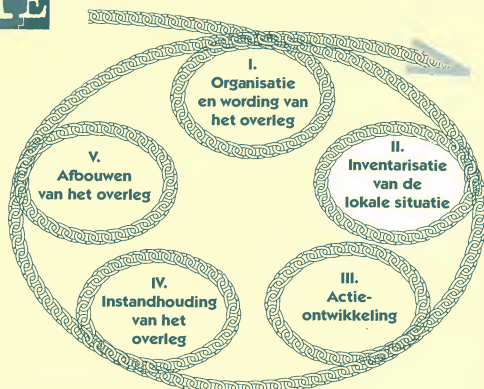 I.
Organisatie
en wording van
het overleg
II.
Inventarisatie
van de
lokale situatie
III.
Actie-
ontwikkeling
IV.
Instandhouding
van het
overleg
V.
Afbouwen
van het overleg